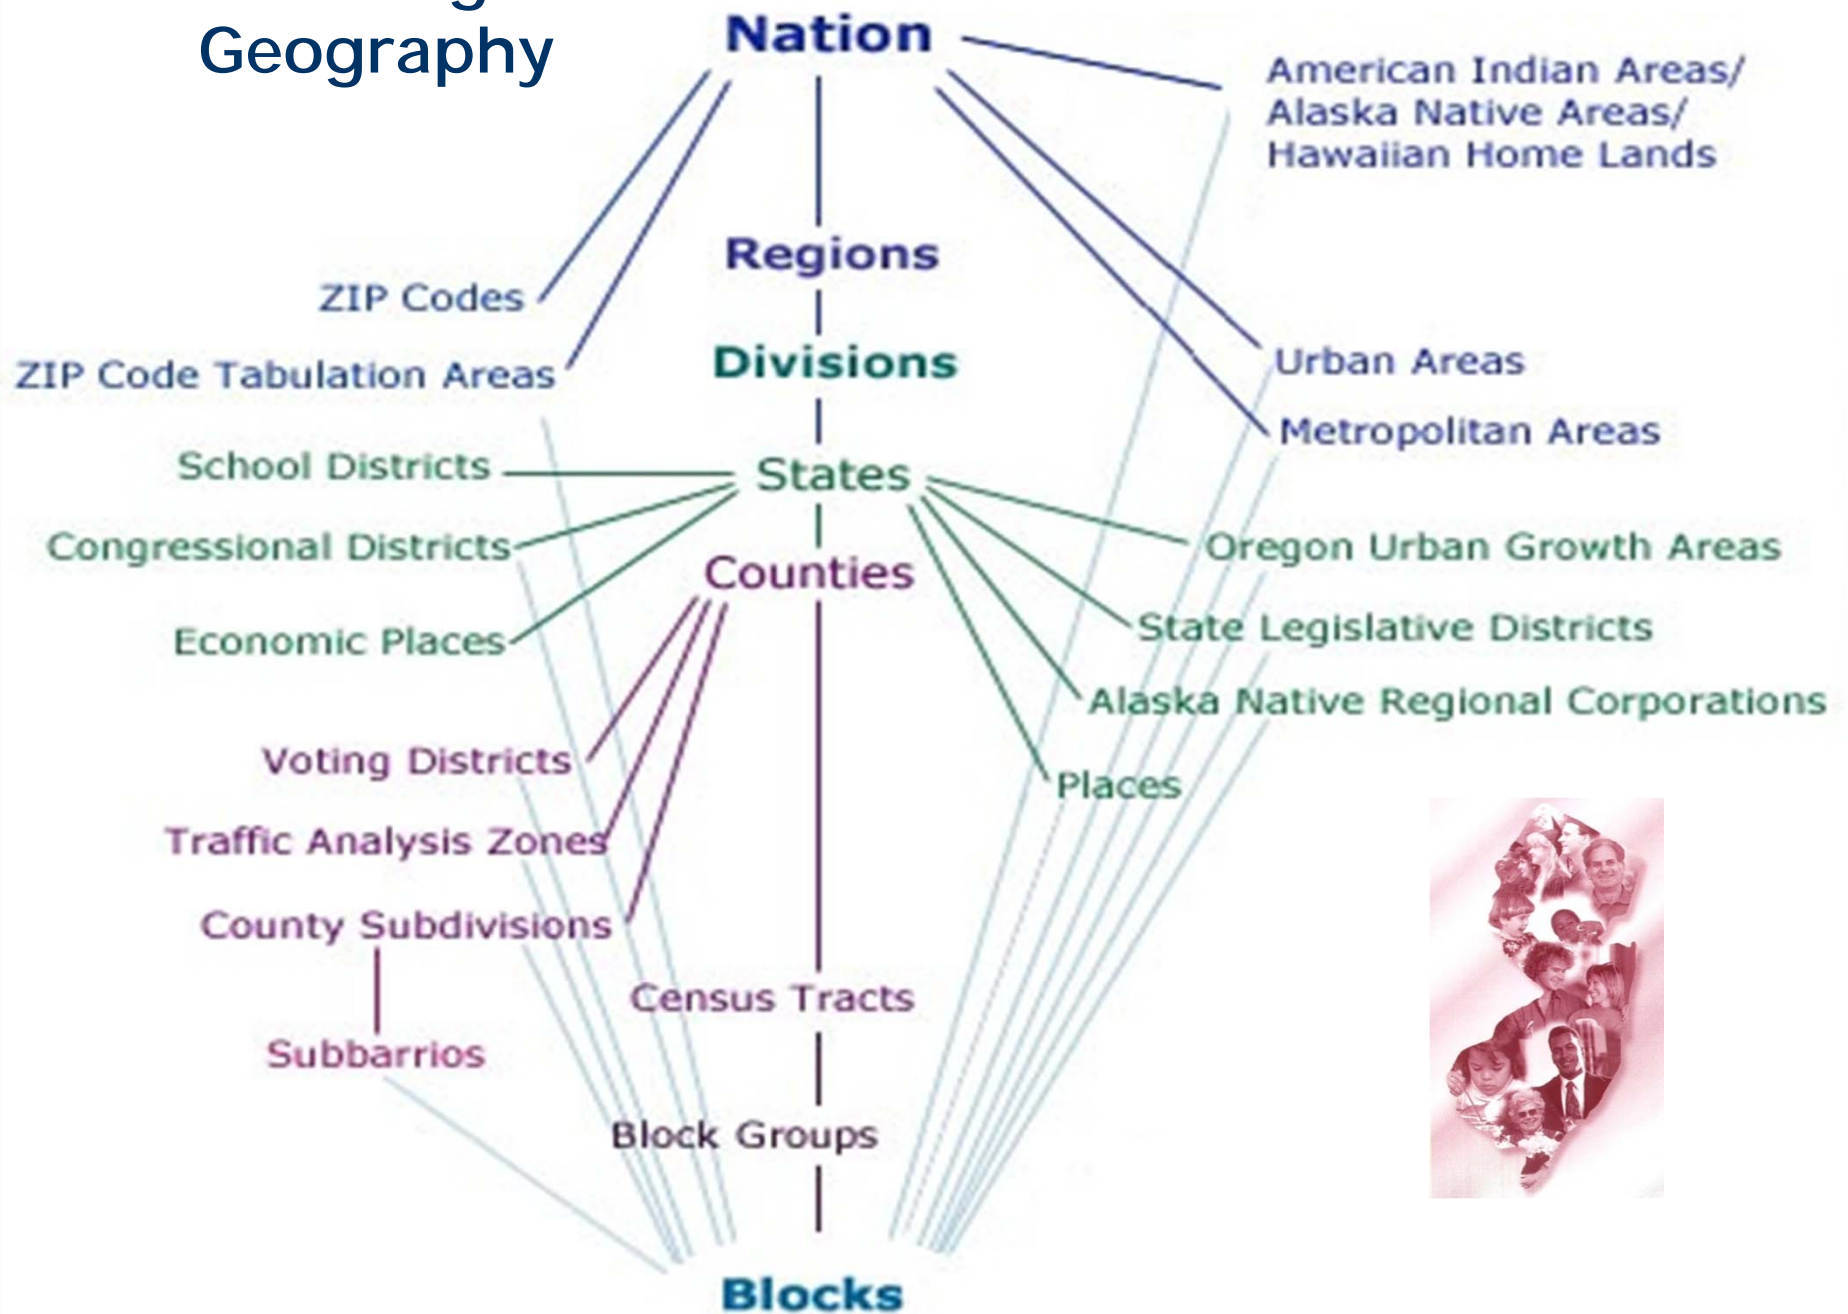 Geography
Nation
American Indian Areas/
Alaska Native Areas/
Hawaiian Home Lands
Regions
ZIP Codes
Divisions
Urban Areas
ZIP Code Tabulation Areas
Metropolitan Areas
School Districts
States
Congressional Districts
Oregon Urban Growth Areas
Counties
Economic Places
State Legislative Districts
Alaska Native Regional Corporations
Voting Districts
Places
Traffic Analysis Zones
County Subdivisions
Census Tracts
Subbarrios
Block Groups
Blocks